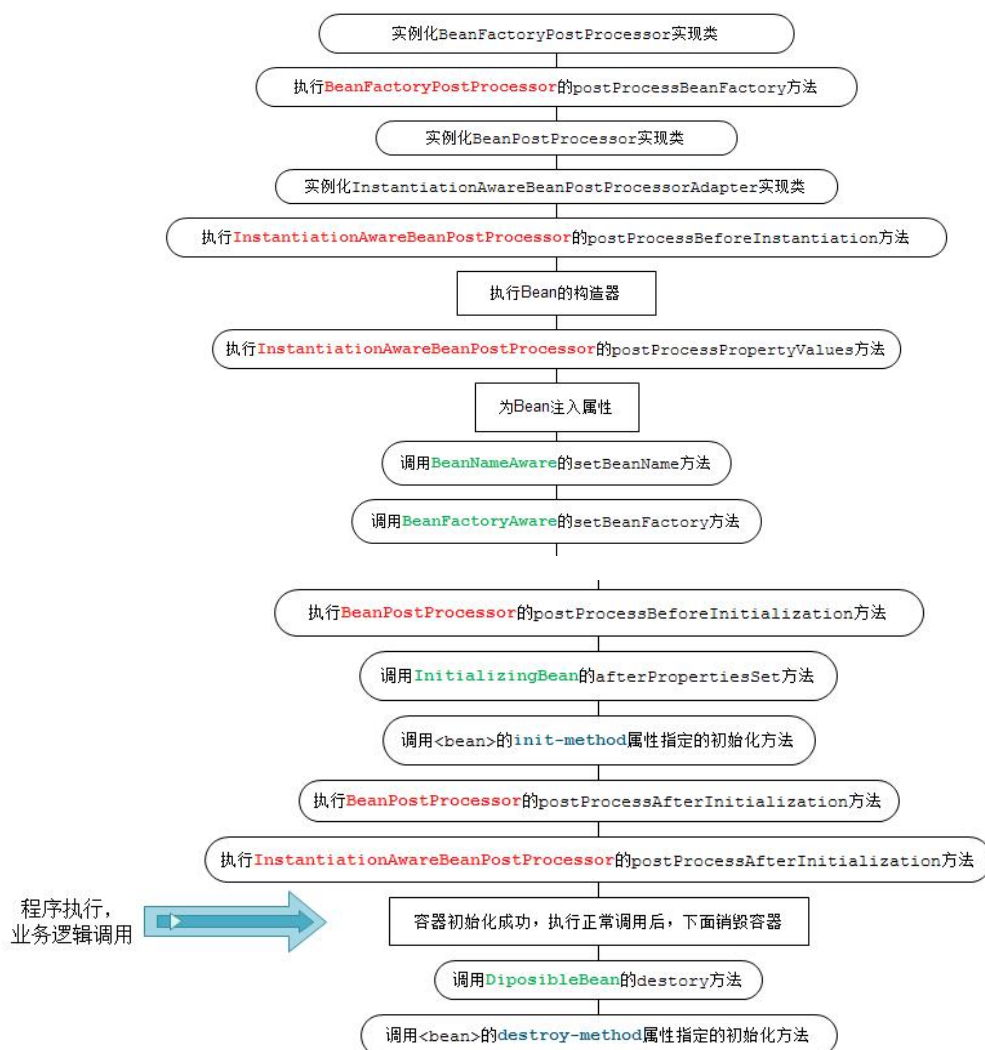 实例化BeanFactoryPostProcessor实现类
执行BeanFactoryPostProcessor的postProcessBeanFactory方法
实例化BeanPostProcessor实现类
实例化InstantiationAwareBeanPostProcessorAdapter实现类
执行InstantiationAwareBeanPostProcessor的postProcessBeforeInstantiation方法
执行Bean的构造器
执行InstantiationAwareBeanPostProcessor的postProcessPropertyValues方法
为Bean注入属性
调用BeanNameAware的setBeanName方法
调用BeanFactoryAware的setBeanFactory方法
执行BeanPostProcessor的postProcessBeforeInitialization方法
调用InitializingBean的afterPropertiesSet方法
调用<bean>的init-method属性指定的初始化方法
执行BeanPostProcessor的postProcessAfterInitialization方法
执行InstantiationAwareBeanPostProcessor的postProcessAfterInitialization方法
程序执行，
业务逻辑调用
容器初始化成功，执行正常调用后，下面销毁容器
调用DiposibleBean的destory方法
调用<bean>的destroy-method属性指定的初始化方法